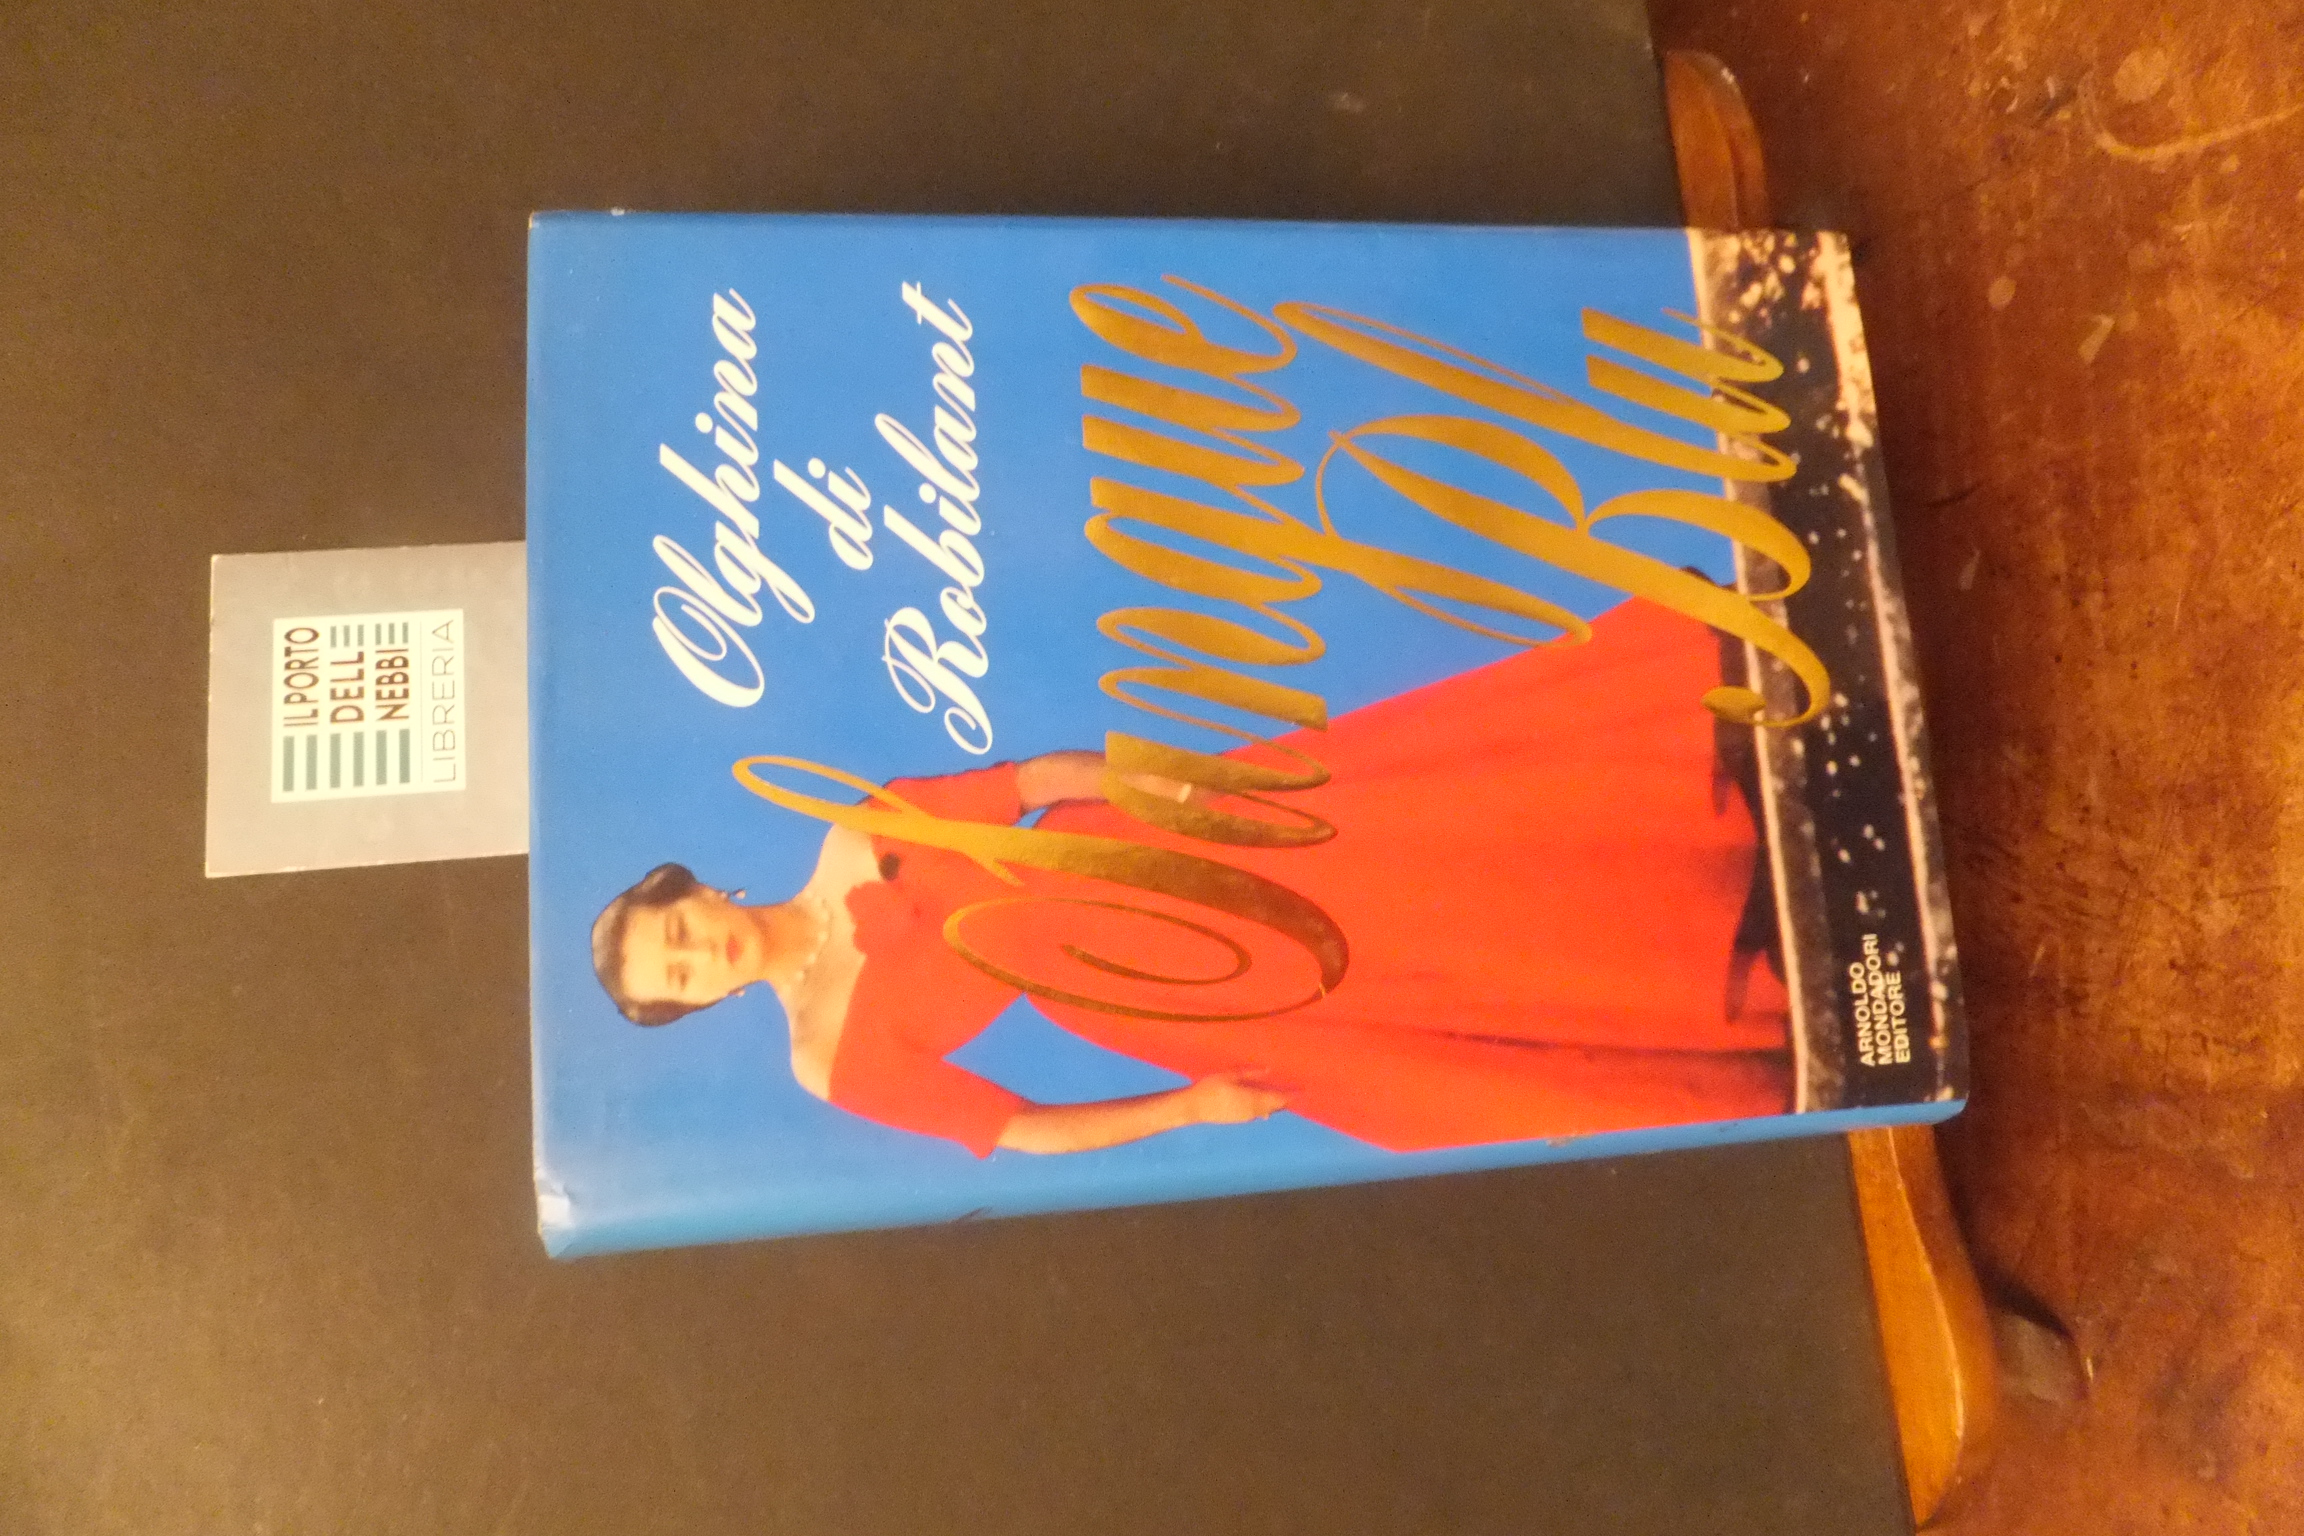 IL PORTO
DELLE
NEBBIE
LIBRERIA
Olghina
di
Robilant
Sangue
Blu
ARNOLDO
MONDADORI
EDITORE